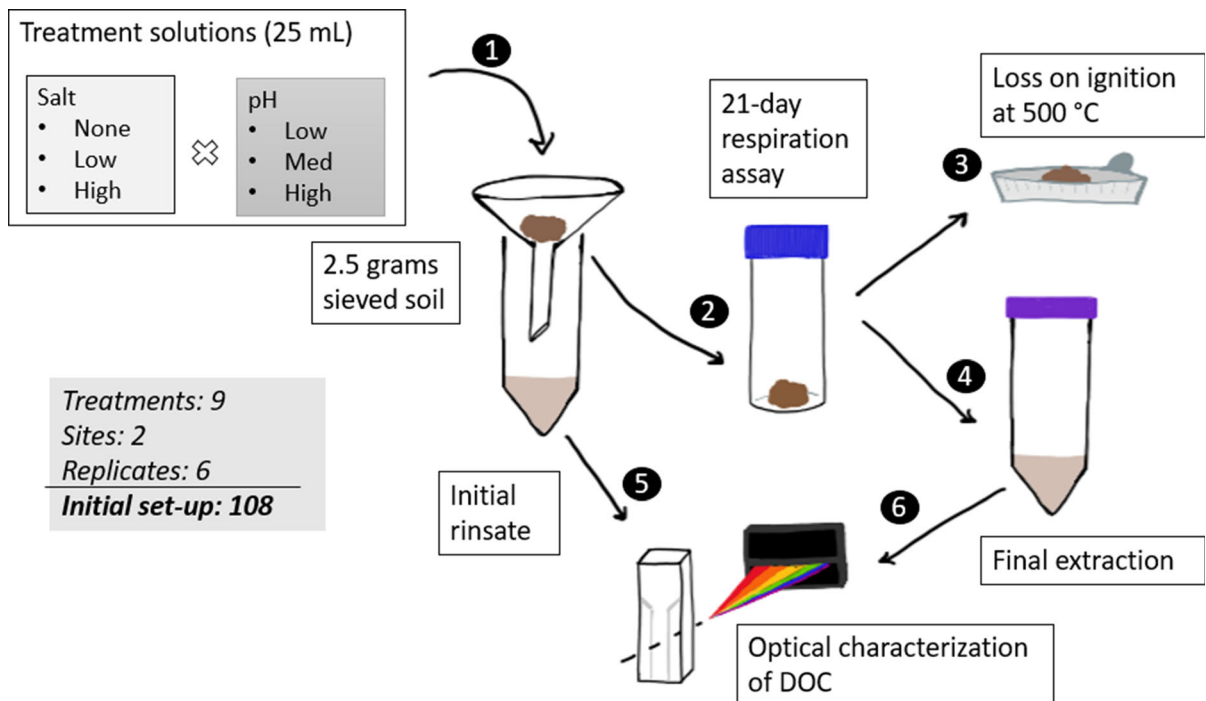 Treatment solutions (25 mL)
Salt
• None
• Low
• High
pH
• Low
• Med
• High
1
2.5 grams
sieved soil
21-day
respiration
assay
2
Loss on ignition
at 500 °C
3
4
Treatments: 9
Sites: 2
Replicates: 6
Initial set-up: 108
Initial
rinsate
5
6
Final extraction
Optical characterization
of DOC